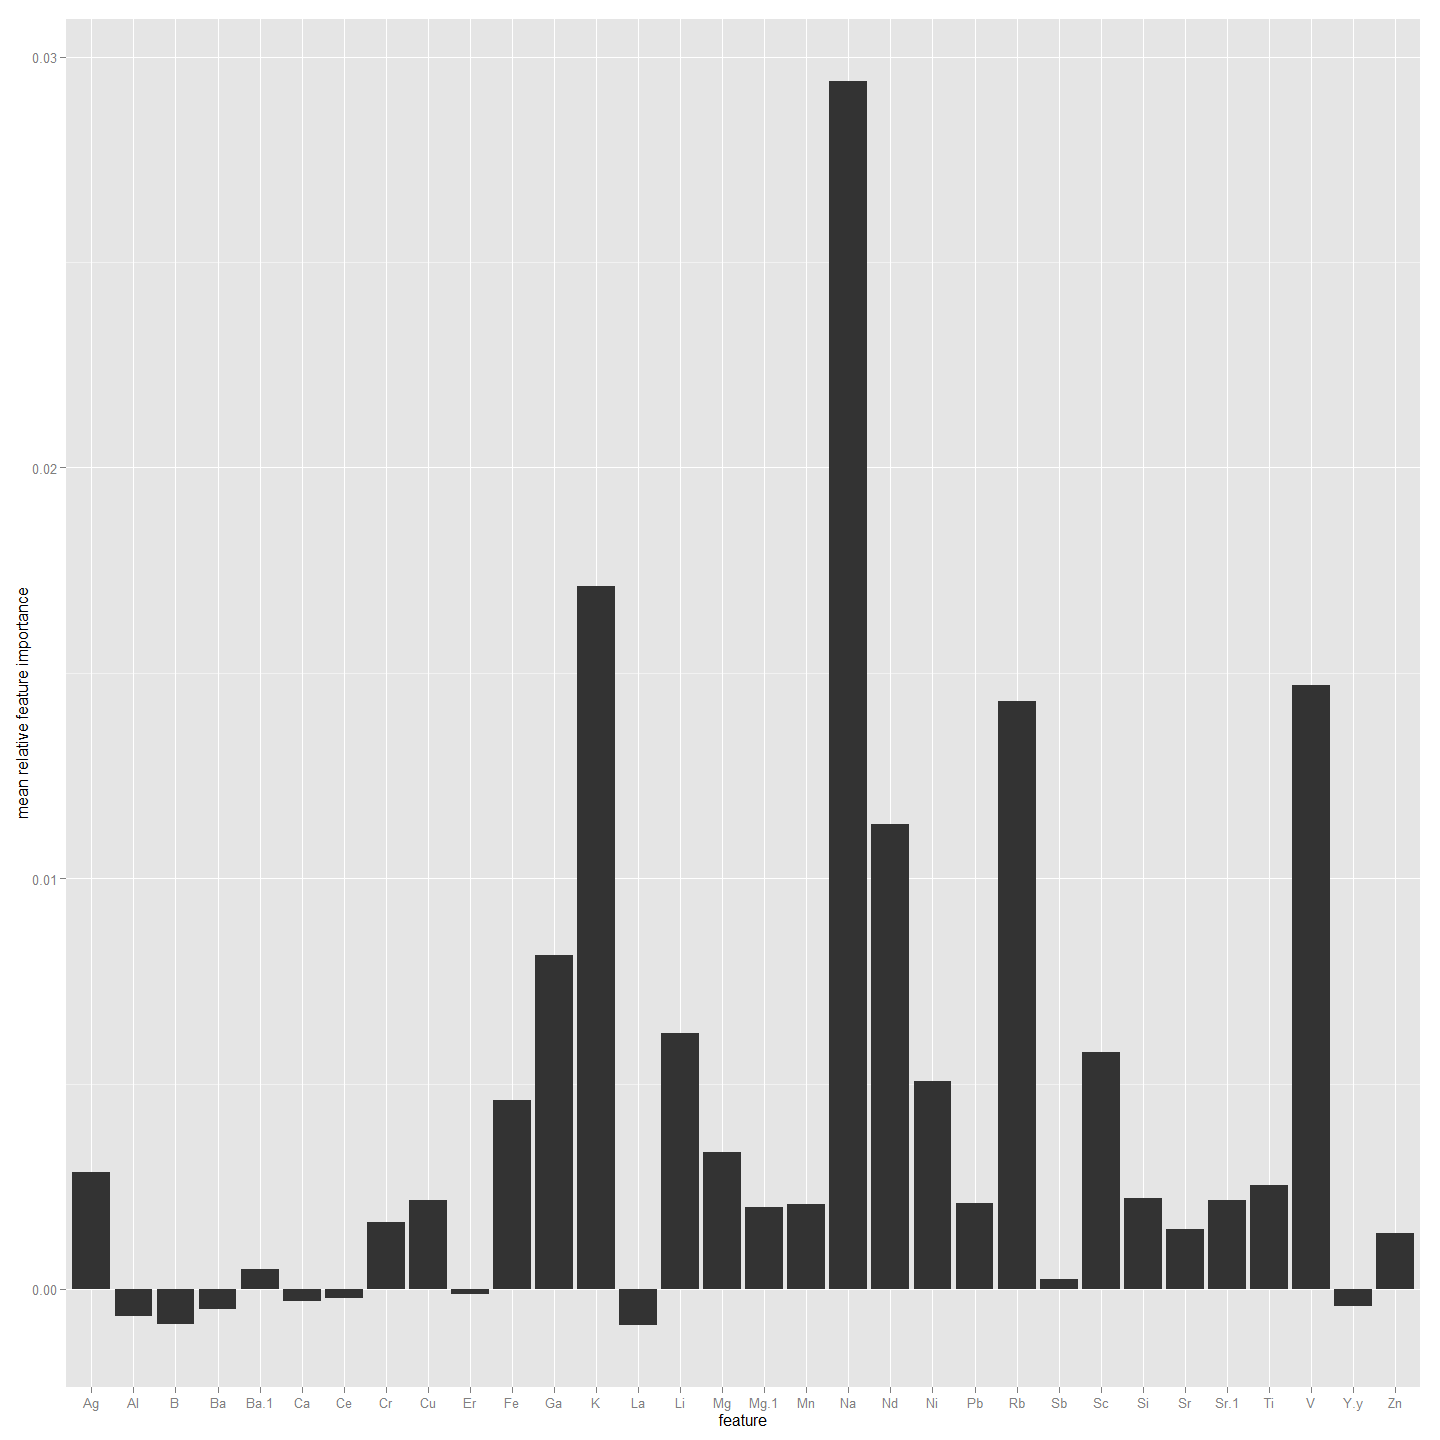 mean relative feature importance
0.03
0.02
0.01
0.00
Ag Al B Ba Ba.1 Ca Ce Cr Cu Er Fe Ga K La Li Mg Mg.1 Mn Na Nd Ni Pb Rb Sb Sc Si Sr Sr.1 Ti V Y.y Zn
feature